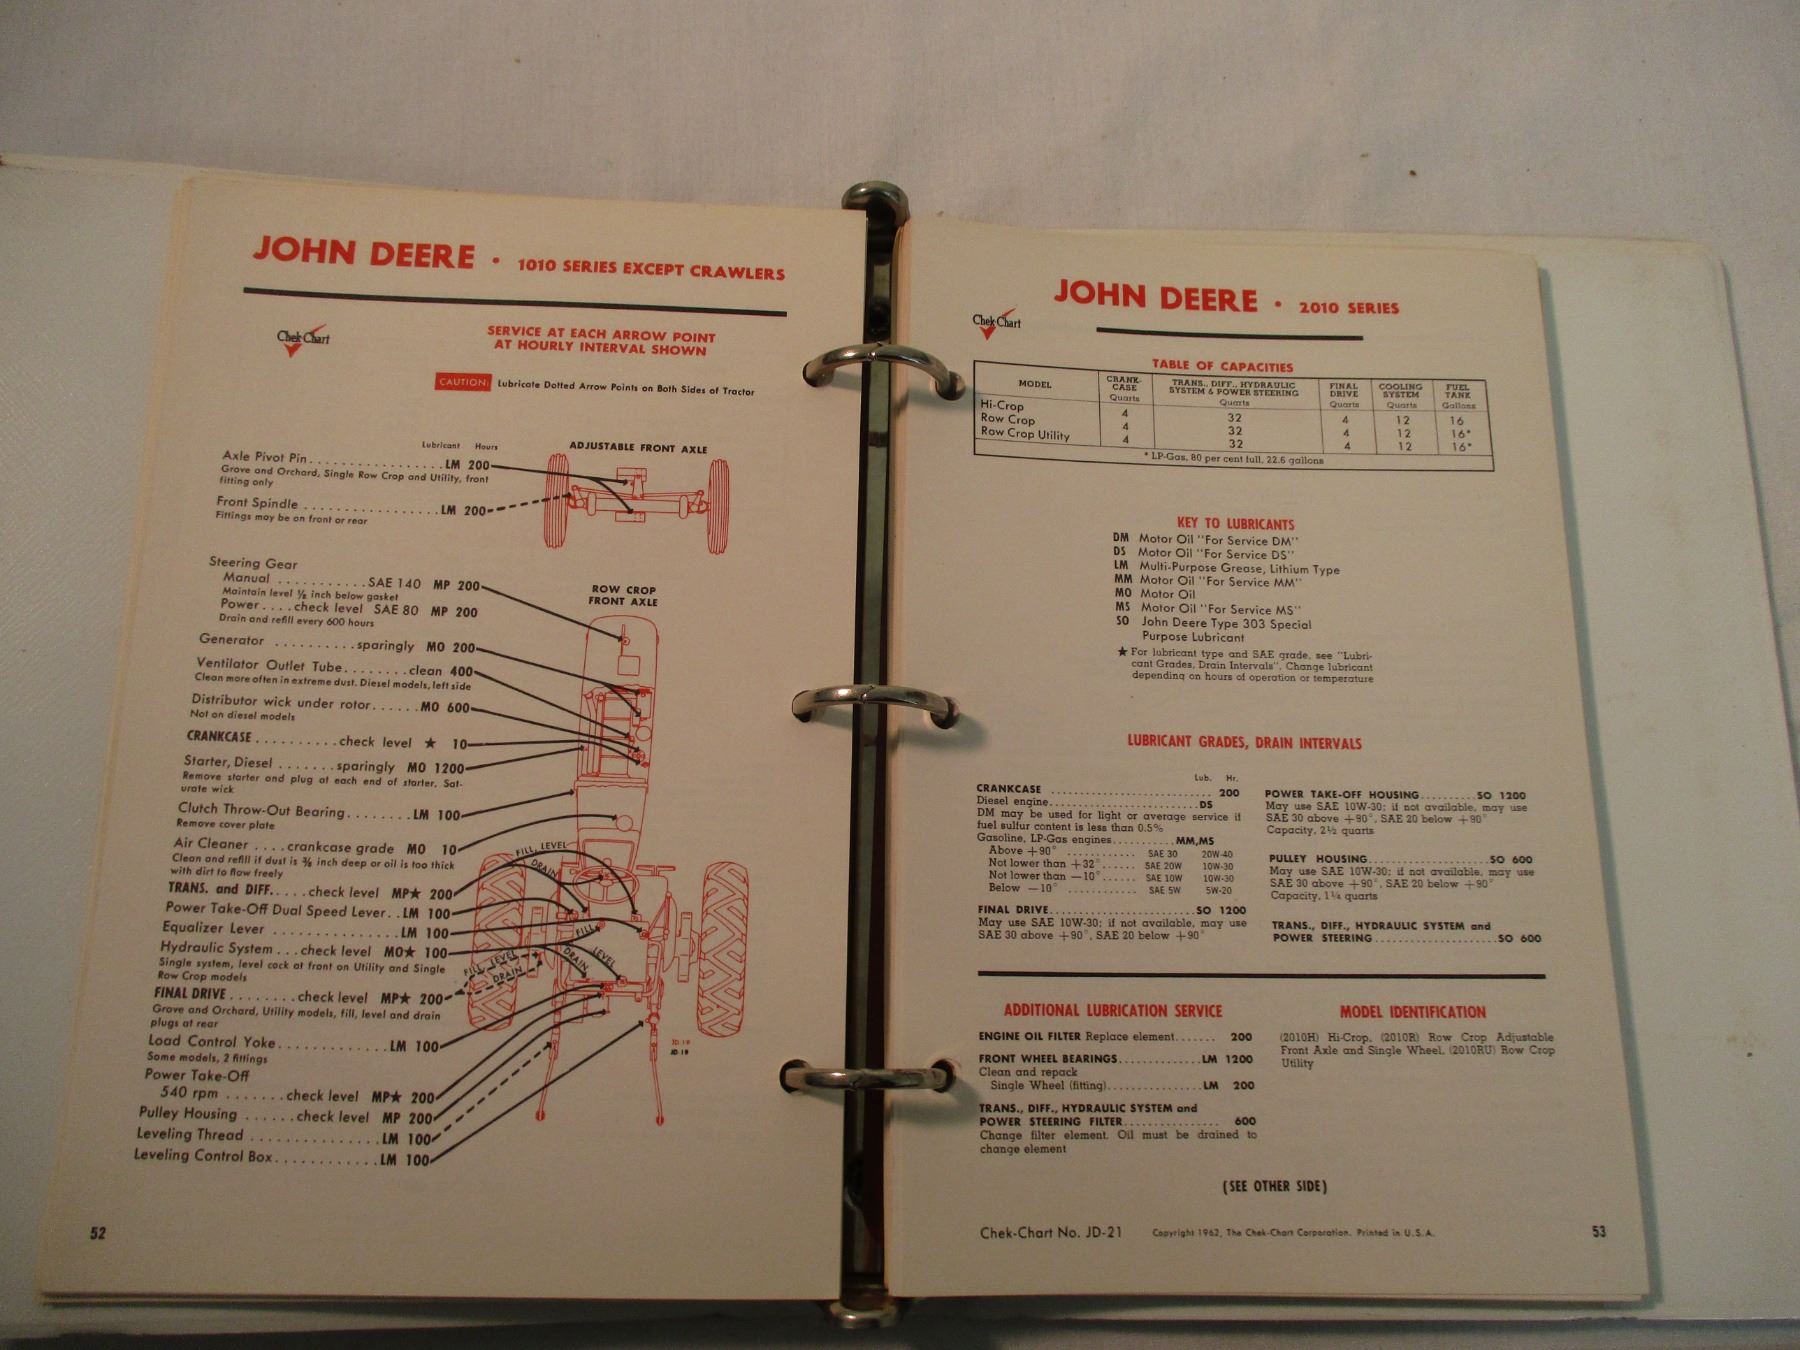 JOHN DEERE • 1010 SERIES EXCEPT CRAWLERS
Chek-Chart
SERVICE AT EACH ARROW POINT
AT HOURLY INTERVAL SHOWN
CAUTION: Lubricate Dotted Arrow Points on Both Sides of Tractor
Lubricant Hours
ADJUSTABLE FRONT AXLE
Axle Pivot Pin................LM 200
Grove and Orchard, Single Row Crop and Utility, front
fitting only
Front Spindle ................LM 200
Fittings may be on front or rear
Steering Gear
Manual ...........SAE 140 MP 200
Maintain level ½ inch below gasket
Power....check level SAE 80 MP 200
Drain and refill every 600 hours
ROW CROP
FRONT AXLE
Generator ..........sparingly MO 200
Ventilator Outlet Tube........clean 400
Clean more often in extreme dust. Diesel models, left side
Distributor wick under rotor......MO 600
Not on diesel models
CRANKCASE..........check level ★ 10
Starter, Diesel .......sparingly MO 1200
Remove starter and plug at each end of starter. Sat-
urate wick
Clutch Throw-Out Bearing........LM 100
Remove cover plate
Air Cleaner ....crankcase grade MO 10
Clean and refill if dust is ⅜ inch deep or oil is too thick
with dirt to flow freely
FILL, LEVEL
DRAIN
TRANS. and DIFF.....check level MP★ 200
Power Take-Off Dual Speed Lever..LM 100
Equalizer Lever ..............LM 100
FILL
Hydraulic System ...check level MO★ 100
Single system, level cock at front on Utility and Single
Row Crop models
DRAIN
LEVEL
FILL, LEVEL
DRAIN
FINAL DRIVE........check level MP★ 200
Grove and Orchard, Utility models, fill, level and drain
plugs at rear
Load Control Yoke............LM 100
Some models, 2 fittings
JD-19
JD-19
Power Take-Off
540 rpm .......check level MP★ 200
Pulley Housing ......check level MP 200
Leveling Thread ..............LM 100
Leveling Control Box............LM 100
52
JOHN DEERE • 2010 SERIES
Chek-Chart
TABLE OF CAPACITIES
MODEL CRANK-CASE Quarts TRANS., DIFF., HYDRAULIC SYSTEM & POWER STEERING Quarts FINAL DRIVE Quarts COOLING SYSTEM Quarts FUEL TANK Gallons
Hi-Crop 4 32 4 12 16
Row Crop 4 32 4 12 16*
Row Crop Utility 4 32 4 12 16*
* LP-Gas, 80 per cent full, 22.6 gallons
KEY TO LUBRICANTS
DM Motor Oil "For Service DM"
DS Motor Oil "For Service DS"
LM Multi-Purpose Grease, Lithium Type
MM Motor Oil "For Service MM"
MO Motor Oil
MS Motor Oil "For Service MS"
SO John Deere Type 303 Special
Purpose Lubricant
★ For lubricant type and SAE grade, see "Lubri-
cant Grades, Drain Intervals". Change lubricant
depending on hours of operation or temperature
LUBRICANT GRADES, DRAIN INTERVALS
Lub. Hr.
CRANKCASE ........................ 200
Diesel engine........................DS
DM may be used for light or average service if
fuel sulfur content is less than 0.5%
Gasoline, LP-Gas engines..........MM,MS
Above +90° ........... SAE 30 20W-40
Not lower than +32°...... SAE 20W 10W-30
Not lower than −10°...... SAE 10W 10W-30
Below −10° ........... SAE 5W 5W-20
FINAL DRIVE........................SO 1200
May use SAE 10W-30; if not available, may use
SAE 30 above +90°, SAE 20 below +90°
POWER TAKE-OFF HOUSING.........SO 1200
May use SAE 10W-30; if not available, may use
SAE 30 above +90°, SAE 20 below +90°
Capacity, 2½ quarts
PULLEY HOUSING....................SO 600
May use SAE 10W-30; if not available, may use
SAE 30 above +90°, SAE 20 below +90°
Capacity, 1¼ quarts
TRANS., DIFF., HYDRAULIC SYSTEM and
POWER STEERING....................SO 600
ADDITIONAL LUBRICATION SERVICE
ENGINE OIL FILTER Replace element....... 200
FRONT WHEEL BEARINGS..............LM 1200
Clean and repack
Single Wheel (fitting)................LM 200
TRANS., DIFF., HYDRAULIC SYSTEM and
POWER STEERING FILTER................ 600
Change filter element. Oil must be drained to
change element
MODEL IDENTIFICATION
(2010H) Hi-Crop, (2010R) Row Crop Adjustable
Front Axle and Single Wheel, (2010RU) Row Crop
Utility
(SEE OTHER SIDE)
Chek-Chart No. JD-21 Copyright 1962, The Chek-Chart Corporation. Printed in U.S.A.
53